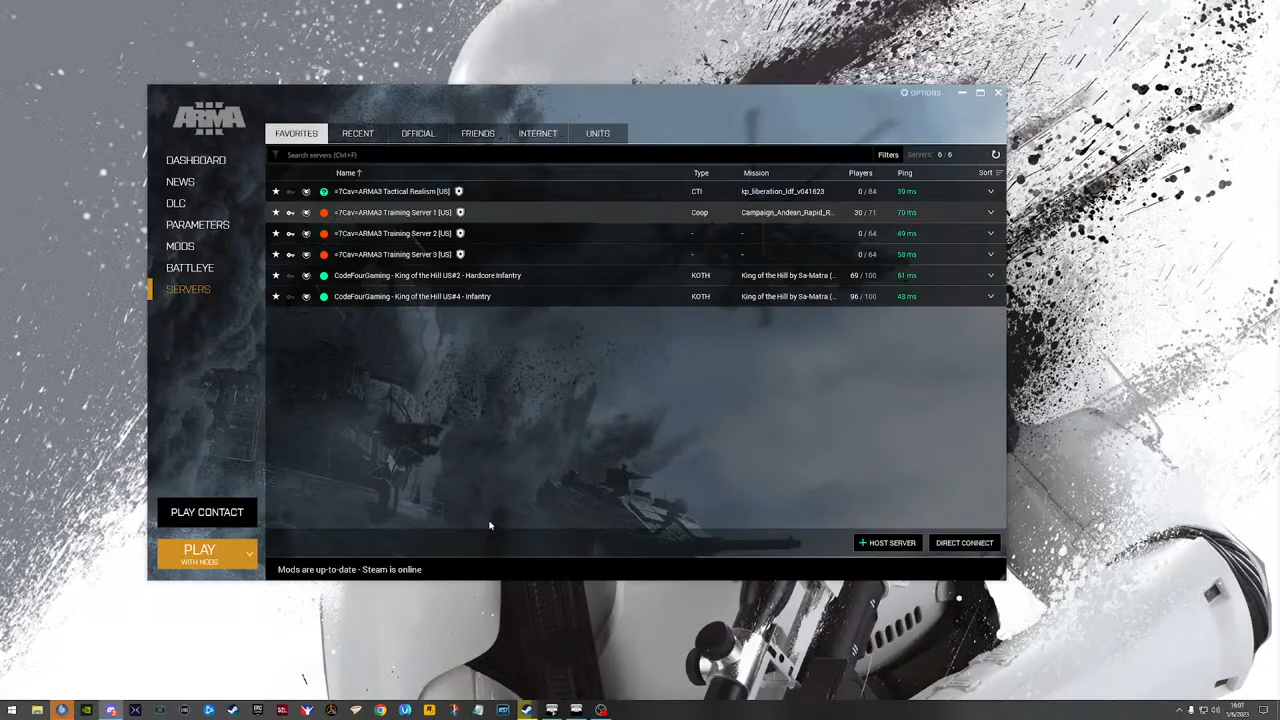 OPTIONS
ARMA III
FAVORITES RECENT OFFICIAL FRIENDS INTERNET UNITS
Search servers (Ctrl+F) Filters Servers 6 / 6
Name Type Mission Players Ping Sort
=7Cav=ARMA3 Tactical Realism [US] CTI kp_liberation_ldf_v041623 0 / 84 39 ms
=7Cav=ARMA3 Training Server 1 [US] Coop Campaign_Andean_Rapid_R... 30 / 71 70 ms
=7Cav=ARMA3 Training Server 2 [US] - - 0 / 64 49 ms
=7Cav=ARMA3 Training Server 3 [US] - - 0 / 64 58 ms
CodeFourGaming - King of the Hill US#2 - Hardcore Infantry KOTH King of the Hill by Sa-Matra (... 69 / 100 61 ms
CodeFourGaming - King of the Hill US#4 - Infantry KOTH King of the Hill by Sa-Matra (... 96 / 100 48 ms
DASHBOARD
NEWS
DLC
PARAMETERS
MODS
BATTLEYE
SERVERS
PLAY CONTACT
PLAY
WITH MODS
HOST SERVER DIRECT CONNECT
Mods are up-to-date - Steam is online
16:07
5/6/2023